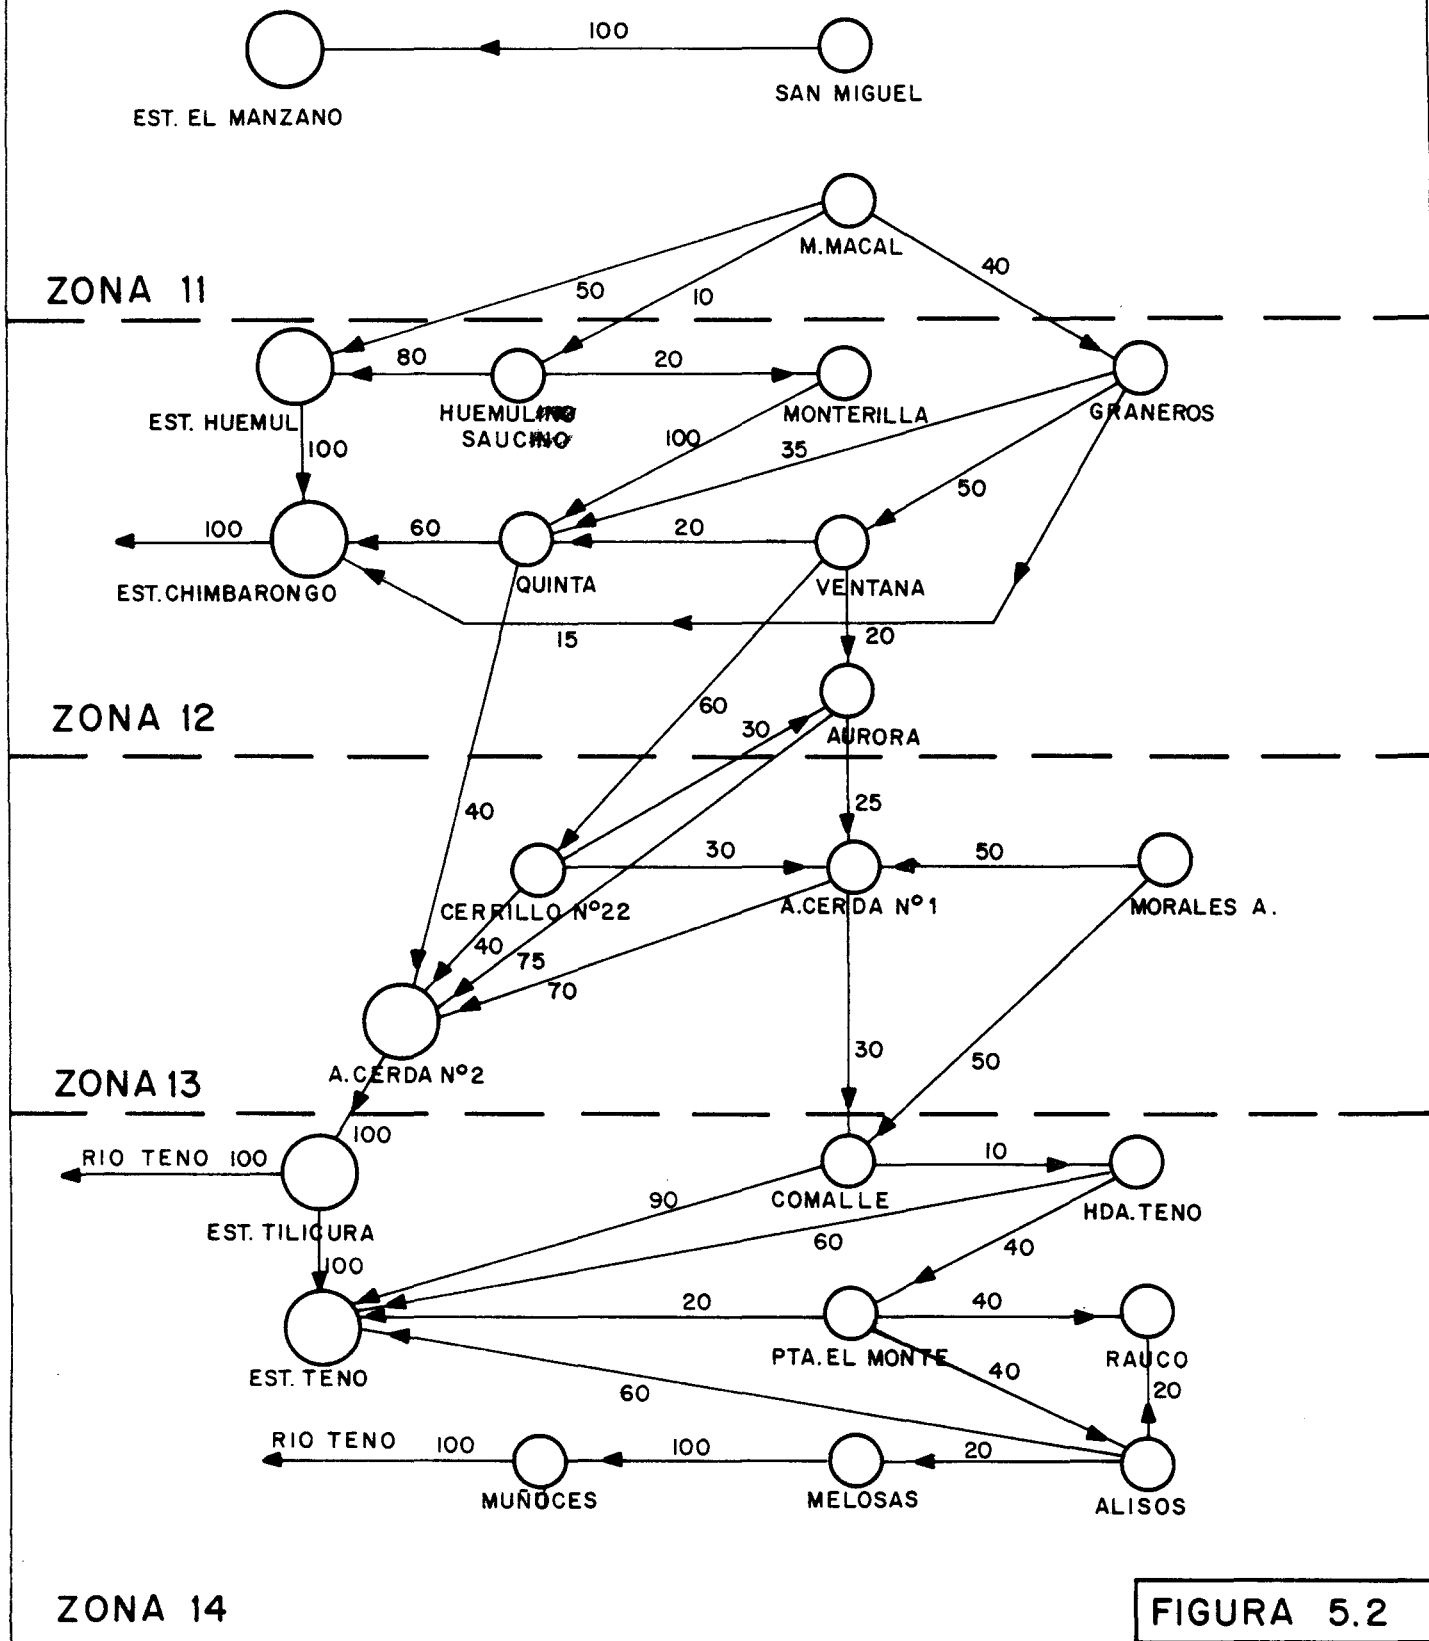 100
EST. EL MANZANO
SAN MIGUEL
M.MACAL
40
ZONA 11
50
10
80
20
EST. HUEMUL
HUEMUL
MONTERILLA
GRANEROS
SAUC
100
100
35
50
100
60
20
EST.CHIMBARONGO
QUINTA
VENTANA
15
20
ZONA 12
60
30
AURORA
40
25
30
50
CERRILLO Nº22
A.CERDA Nº1
MORALES A.
40
75
70
30
50
A.CERDA Nº2
ZONA 13
100
RIO TENO 100
10
90
COMALLE
HDA.TENO
EST. TILICURA
60
40
100
20
40
PTA.EL MONTE
RAUCO
EST. TENO
40
20
60
RIO TENO
100
100
20
MUÑOCES
MELOSAS
ALISOS
ZONA 14
FIGURA 5.2